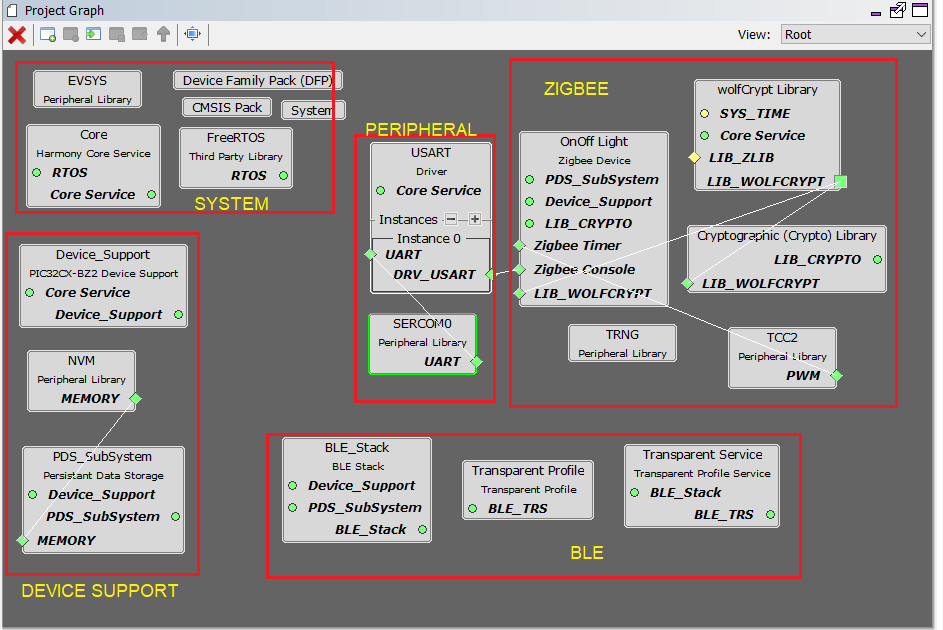 Project Graph
View:
Root
EVSYS
Peripheral Library
Device Family Pack (DFP)
CMSIS Pack
System
Core
Harmony Core Service
RTOS
Core Service
FreeRTOS
Third Party Library
RTOS
SYSTEM
Device_Support
PIC32CX-BZ2 Device Support
Core Service
Device_Support
NVM
Peripheral Library
MEMORY
PDS_SubSystem
Persistant Data Storage
Device_Support
PDS_SubSystem
MEMORY
DEVICE SUPPORT
PERIPHERAL
USART
Driver
Core Service
Instances
Instance 0
UART
DRV_USART
SERCOM0
Peripheral Library
UART
ZIGBEE
OnOff Light
Zigbee Device
PDS_SubSystem
Device_Support
LIB_CRYPTO
Zigbee Timer
Zigbee Console
LIB_WOLFCRYPT
wolfCrypt Library
SYS_TIME
Core Service
LIB_ZLIB
LIB_WOLFCRYPT
Cryptographic (Crypto) Library
LIB_CRYPTO
LIB_WOLFCRYPT
TRNG
Peripheral Library
TCC2
Peripheral Library
PWM
BLE_Stack
BLE Stack
Device_Support
PDS_SubSystem
BLE_Stack
Transparent Profile
Transparent Profile
BLE_TRS
Transparent Service
Transparent Profile Service
BLE_Stack
BLE_TRS
BLE